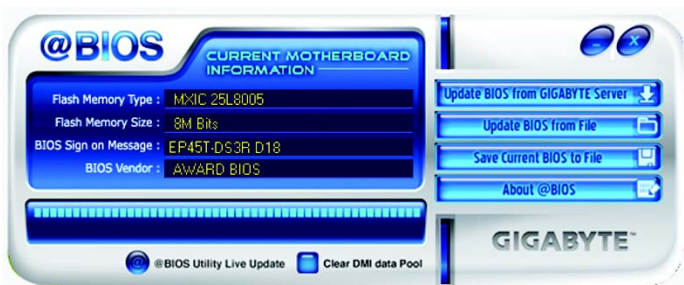 @BIOS
CURRENT MOTHERBOARD
INFORMATION
Flash Memory Type : MXIC 25L8005
Flash Memory Size : 8M Bits
BIOS Sign on Message : EP45T-DS3R D18
BIOS Vendor : AWARD BIOS
@BIOS Utility Live Update
Clear DMI data Pool
- X
Update BIOS from GIGABYTE Server
Update BIOS from File
Save Current BIOS to File
About @BIOS
GIGABYTE™